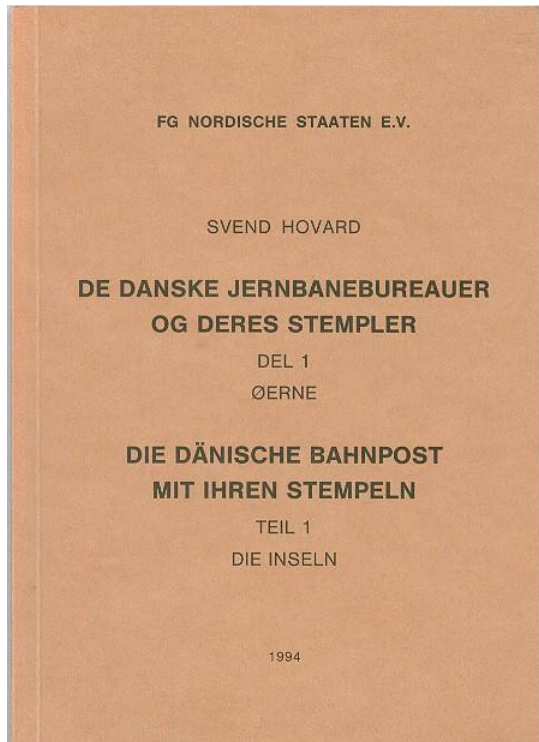 FG NORDISCHE STAATEN E.V.
SVEND HOVARD
DE DANSKE JERNBANEBUREAUER
OG DERES STEMPLER
DEL 1
ØERNE
DIE DÄNISCHE BAHNPOST
MIT IHREN STEMPELN
TEIL 1
DIE INSELN
1994